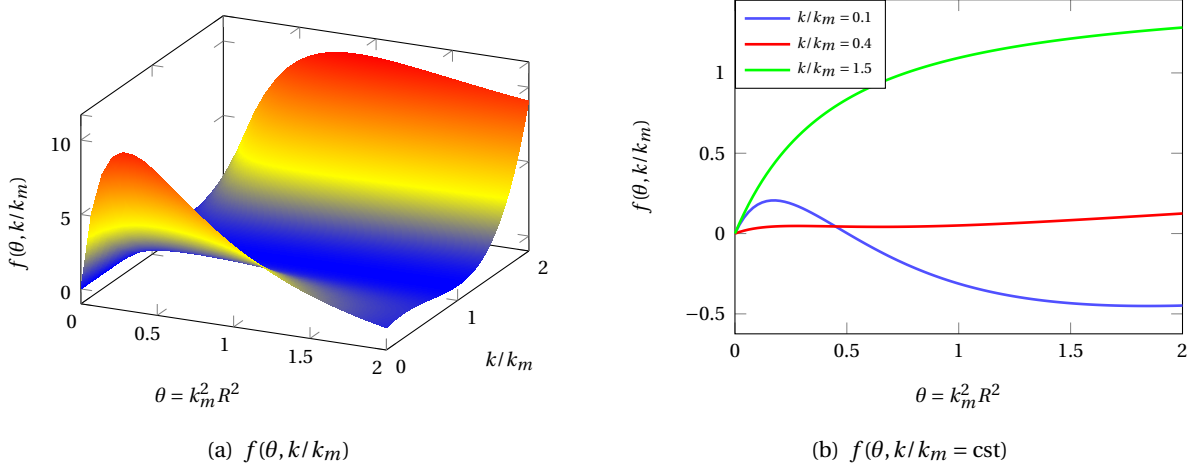 10
5
0
f(θ, k/k_m)
0
0.5
1
1.5
2
0
1
2
k/k_m
θ = k_m^2 R^2
(a) f(θ, k/k_m)
k/k_m = 0.1
k/k_m = 0.4
k/k_m = 1.5
1
0.5
0
−0.5
f(θ, k/k_m)
0
0.5
1
1.5
2
θ = k_m^2 R^2
(b) f(θ, k/k_m = cst)